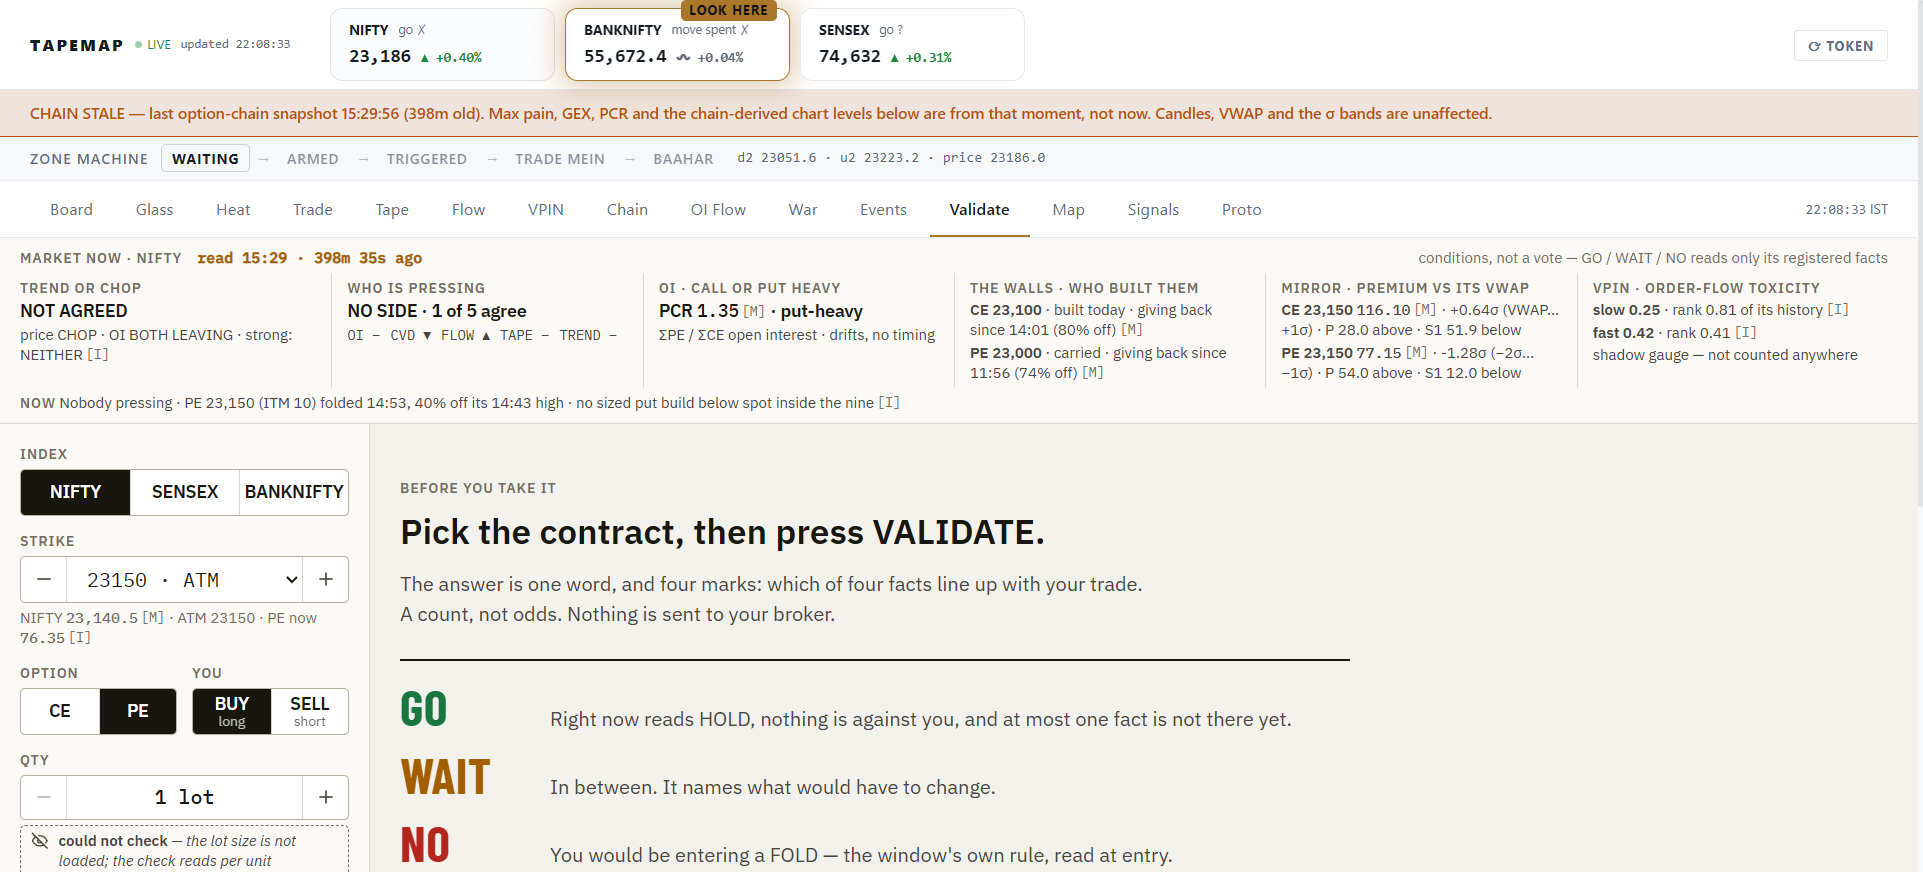 TAPEMAP
LIVE updated 22:08:33
NIFTY go ✗
23,186 ▲ +0.40%
LOOK HERE
BANKNIFTY move spent ✗
55,672.4 +0.04%
SENSEX go ?
74,632 ▲ +0.31%
⟳ TOKEN
CHAIN STALE — last option-chain snapshot 15:29:56 (398m old). Max pain, GEX, PCR and the chain-derived chart levels below are from that moment, not now. Candles, VWAP and the σ bands are unaffected.
ZONE MACHINE WAITING → ARMED → TRIGGERED → TRADE MEIN → BAAHAR d2 23051.6 · u2 23223.2 · price 23186.0
Board Glass Heat Trade Tape Flow VPIN Chain OI Flow War Events Validate Map Signals Proto 22:08:33 IST
MARKET NOW · NIFTY read 15:29 · 398m 35s ago conditions, not a vote — GO / WAIT / NO reads only its registered facts
TREND OR CHOP
NOT AGREED
price CHOP · OI BOTH LEAVING · strong:
NEITHER [I]
WHO IS PRESSING
NO SIDE · 1 of 5 agree
OI – CVD ▼ FLOW ▲ TAPE – TREND –
OI · CALL OR PUT HEAVY
PCR 1.35 [M] · put-heavy
ΣPE / ΣCE open interest · drifts, no timing
THE WALLS · WHO BUILT THEM
CE 23,100 · built today · giving back
since 14:01 (80% off) [M]
PE 23,000 · carried · giving back since
11:56 (74% off) [M]
MIRROR · PREMIUM VS ITS VWAP
CE 23,150 116.10 [M] · +0.64σ (VWAP…
+1σ) · P 28.0 above · S1 51.9 below
PE 23,150 77.15 [M] · -1.28σ (−2σ…
−1σ) · P 54.0 above · S1 12.0 below
VPIN · ORDER-FLOW TOXICITY
slow 0.25 · rank 0.81 of its history [I]
fast 0.42 · rank 0.41 [I]
shadow gauge — not counted anywhere
NOW Nobody pressing · PE 23,150 (ITM 10) folded 14:53, 40% off its 14:43 high · no sized put build below spot inside the nine [I]
INDEX
NIFTY SENSEX BANKNIFTY
STRIKE
− 23150 · ATM +
NIFTY 23,140.5 [M] · ATM 23150 · PE now
76.35 [I]
OPTION YOU
CE PE BUY SELL
long short
QTY
− 1 lot +
could not check — the lot size is not
loaded; the check reads per unit
BEFORE YOU TAKE IT
Pick the contract, then press VALIDATE.
The answer is one word, and four marks: which of four facts line up with your trade.
A count, not odds. Nothing is sent to your broker.
GO Right now reads HOLD, nothing is against you, and at most one fact is not there yet.
WAIT In between. It names what would have to change.
NO You would be entering a FOLD — the window's own rule, read at entry.